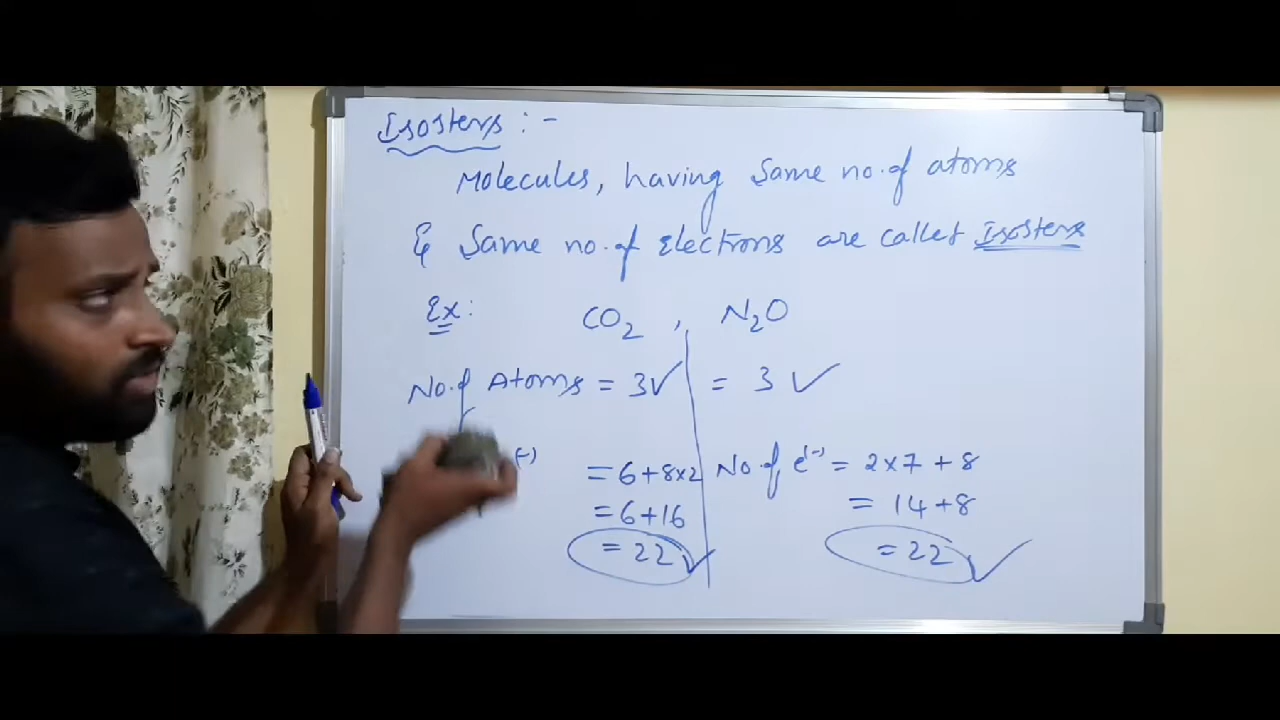 Isosters :-
Molecules, having Same no. of atoms
& Same no. of Electrons are called Isosters
Ex: CO2 , N2O
No. of Atoms = 3✓ = 3 ✓
(-) = 6+8x2 No. of e(-) = 2x7 +8
= 6+16 = 14+8
= 22 ✓ = 22 ✓